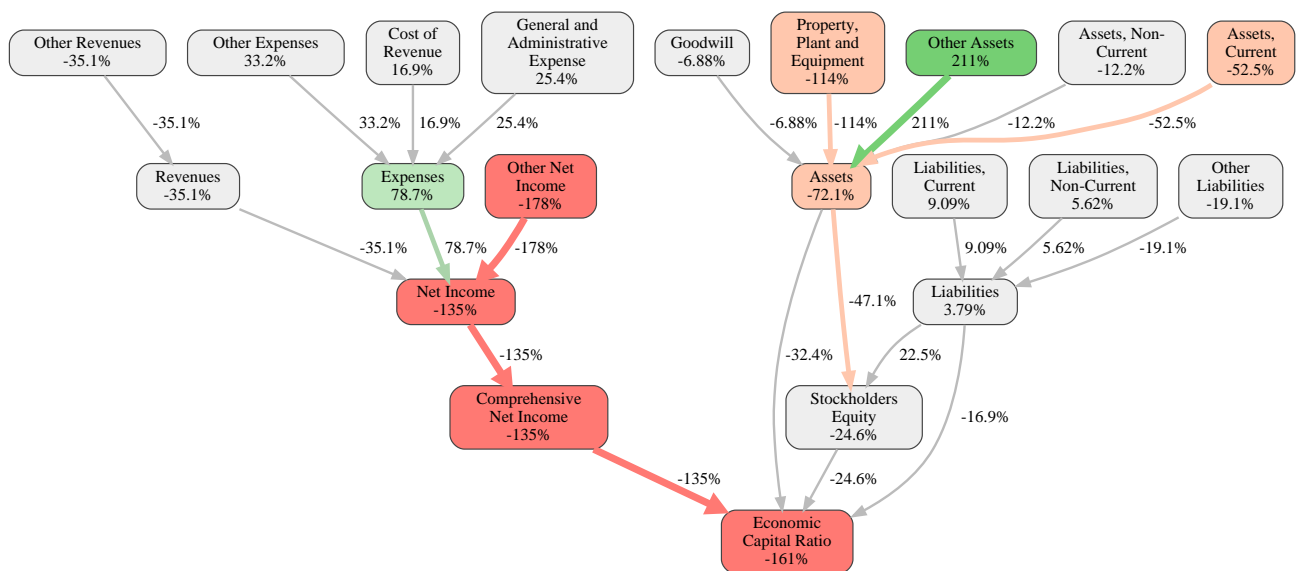 Other Revenues
-35.1%
Other Expenses
33.2%
Cost of
Revenue
16.9%
General and
Administrative
Expense
25.4%
Goodwill
-6.88%
Property,
Plant and
Equipment
-114%
Other Assets
211%
Assets, Non-
Current
-12.2%
Assets,
Current
-52.5%
-35.1%
33.2%
16.9%
25.4%
-6.88%
-114%
211%
-12.2%
-52.5%
Revenues
-35.1%
Expenses
78.7%
Other Net
Income
-178%
Assets
-72.1%
Liabilities,
Current
9.09%
Liabilities,
Non-Current
5.62%
Other
Liabilities
-19.1%
-35.1%
78.7%
-178%
9.09%
5.62%
-19.1%
Net Income
-135%
-47.1%
Liabilities
3.79%
-135%
-32.4%
22.5%
Comprehensive
Net Income
-135%
Stockholders
Equity
-24.6%
-16.9%
-135%
-24.6%
Economic
Capital Ratio
-161%